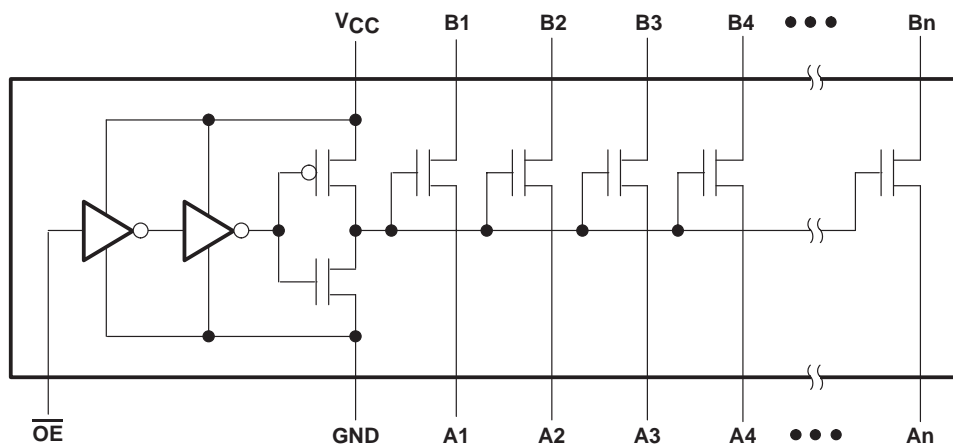 VCC B1 B2 B3 B4 ••• Bn
OE GND A1 A2 A3 A4 ••• An